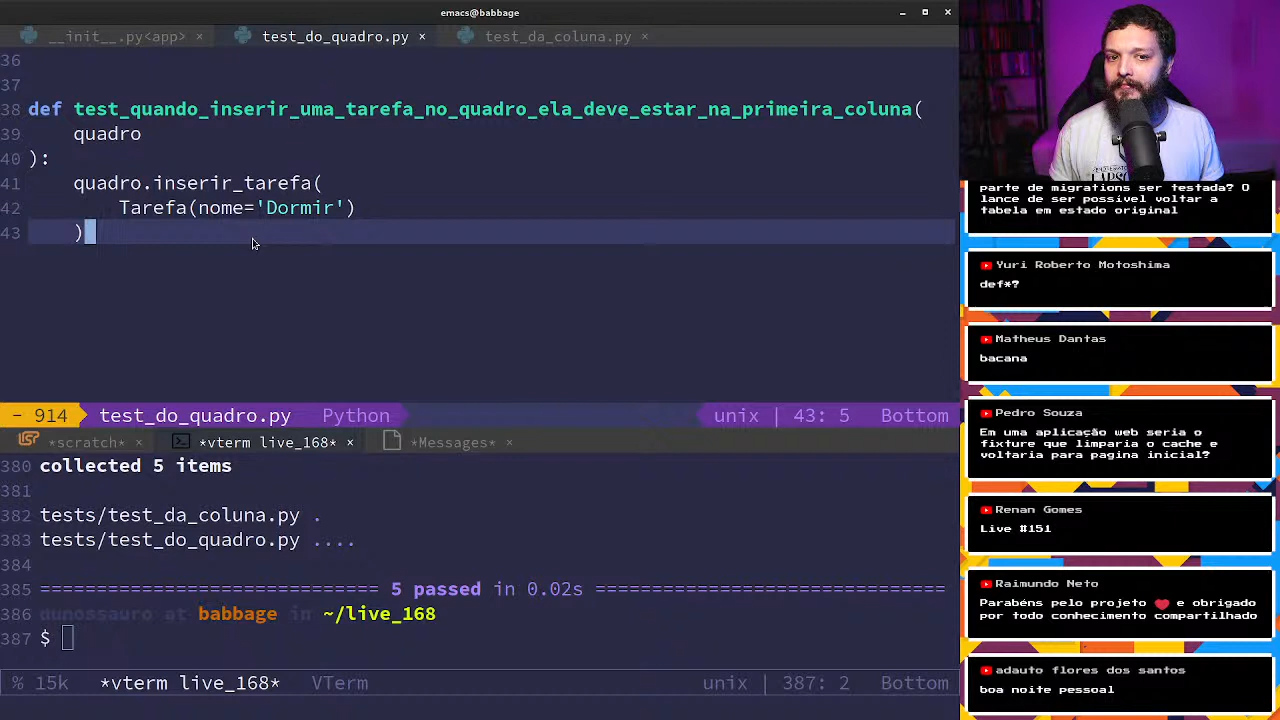 emacs@babbage
__init__.py<app> × test_do_quadro.py × test_da_coluna.py ×
36
37
38 def test_quando_inserir_uma_tarefa_no_quadro_ela_deve_estar_na_primeira_coluna(
39 quadro
40 ):
41 quadro.inserir_tarefa(
42 Tarefa(nome='Dormir')
43 )
- 914 test_do_quadro.py Python unix | 43: 5 Bottom
*scratch* × *vterm live_168* × *Messages* ×
380 collected 5 items
381
382 tests/test_da_coluna.py .
383 tests/test_do_quadro.py ....
384
385 ============================== 5 passed in 0.02s ===============================
386 dunossauro at babbage in ~/live_168
387 $
% 15k *vterm live_168* VTerm unix | 387: 2 Bottom
parte de migrations ser testada? O
lance de ser possível voltar a
tabela em estado original
Yuri Roberto Motoshima
def*?
Matheus Dantas
bacana
Pedro Souza
Em uma aplicação web seria o
fixture que limparia o cache e
voltaria para pagina inicial?
Renan Gomes
Live #151
Raimundo Neto
Parabéns pelo projeto ❤️ e obrigado
por todo conhecimento compartilhado
adauto flores dos santos
boa noite pessoal